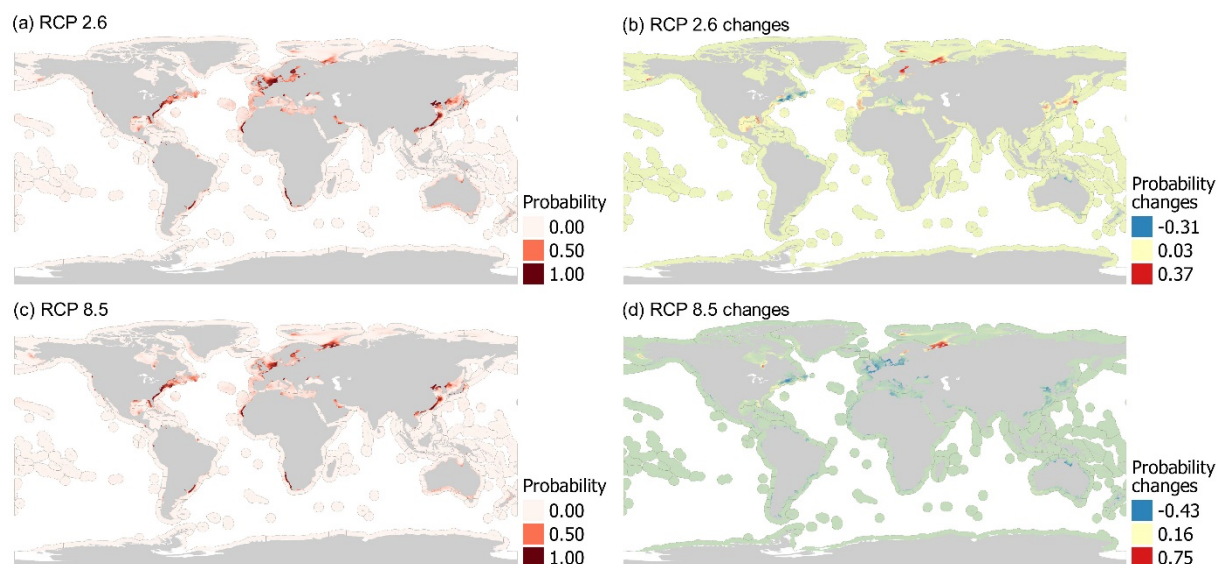 (a) RCP 2.6
Probability
0.00
0.50
1.00
(b) RCP 2.6 changes
Probability
changes
-0.31
0.03
0.37
(c) RCP 8.5
Probability
0.00
0.50
1.00
(d) RCP 8.5 changes
Probability
changes
-0.43
0.16
0.75